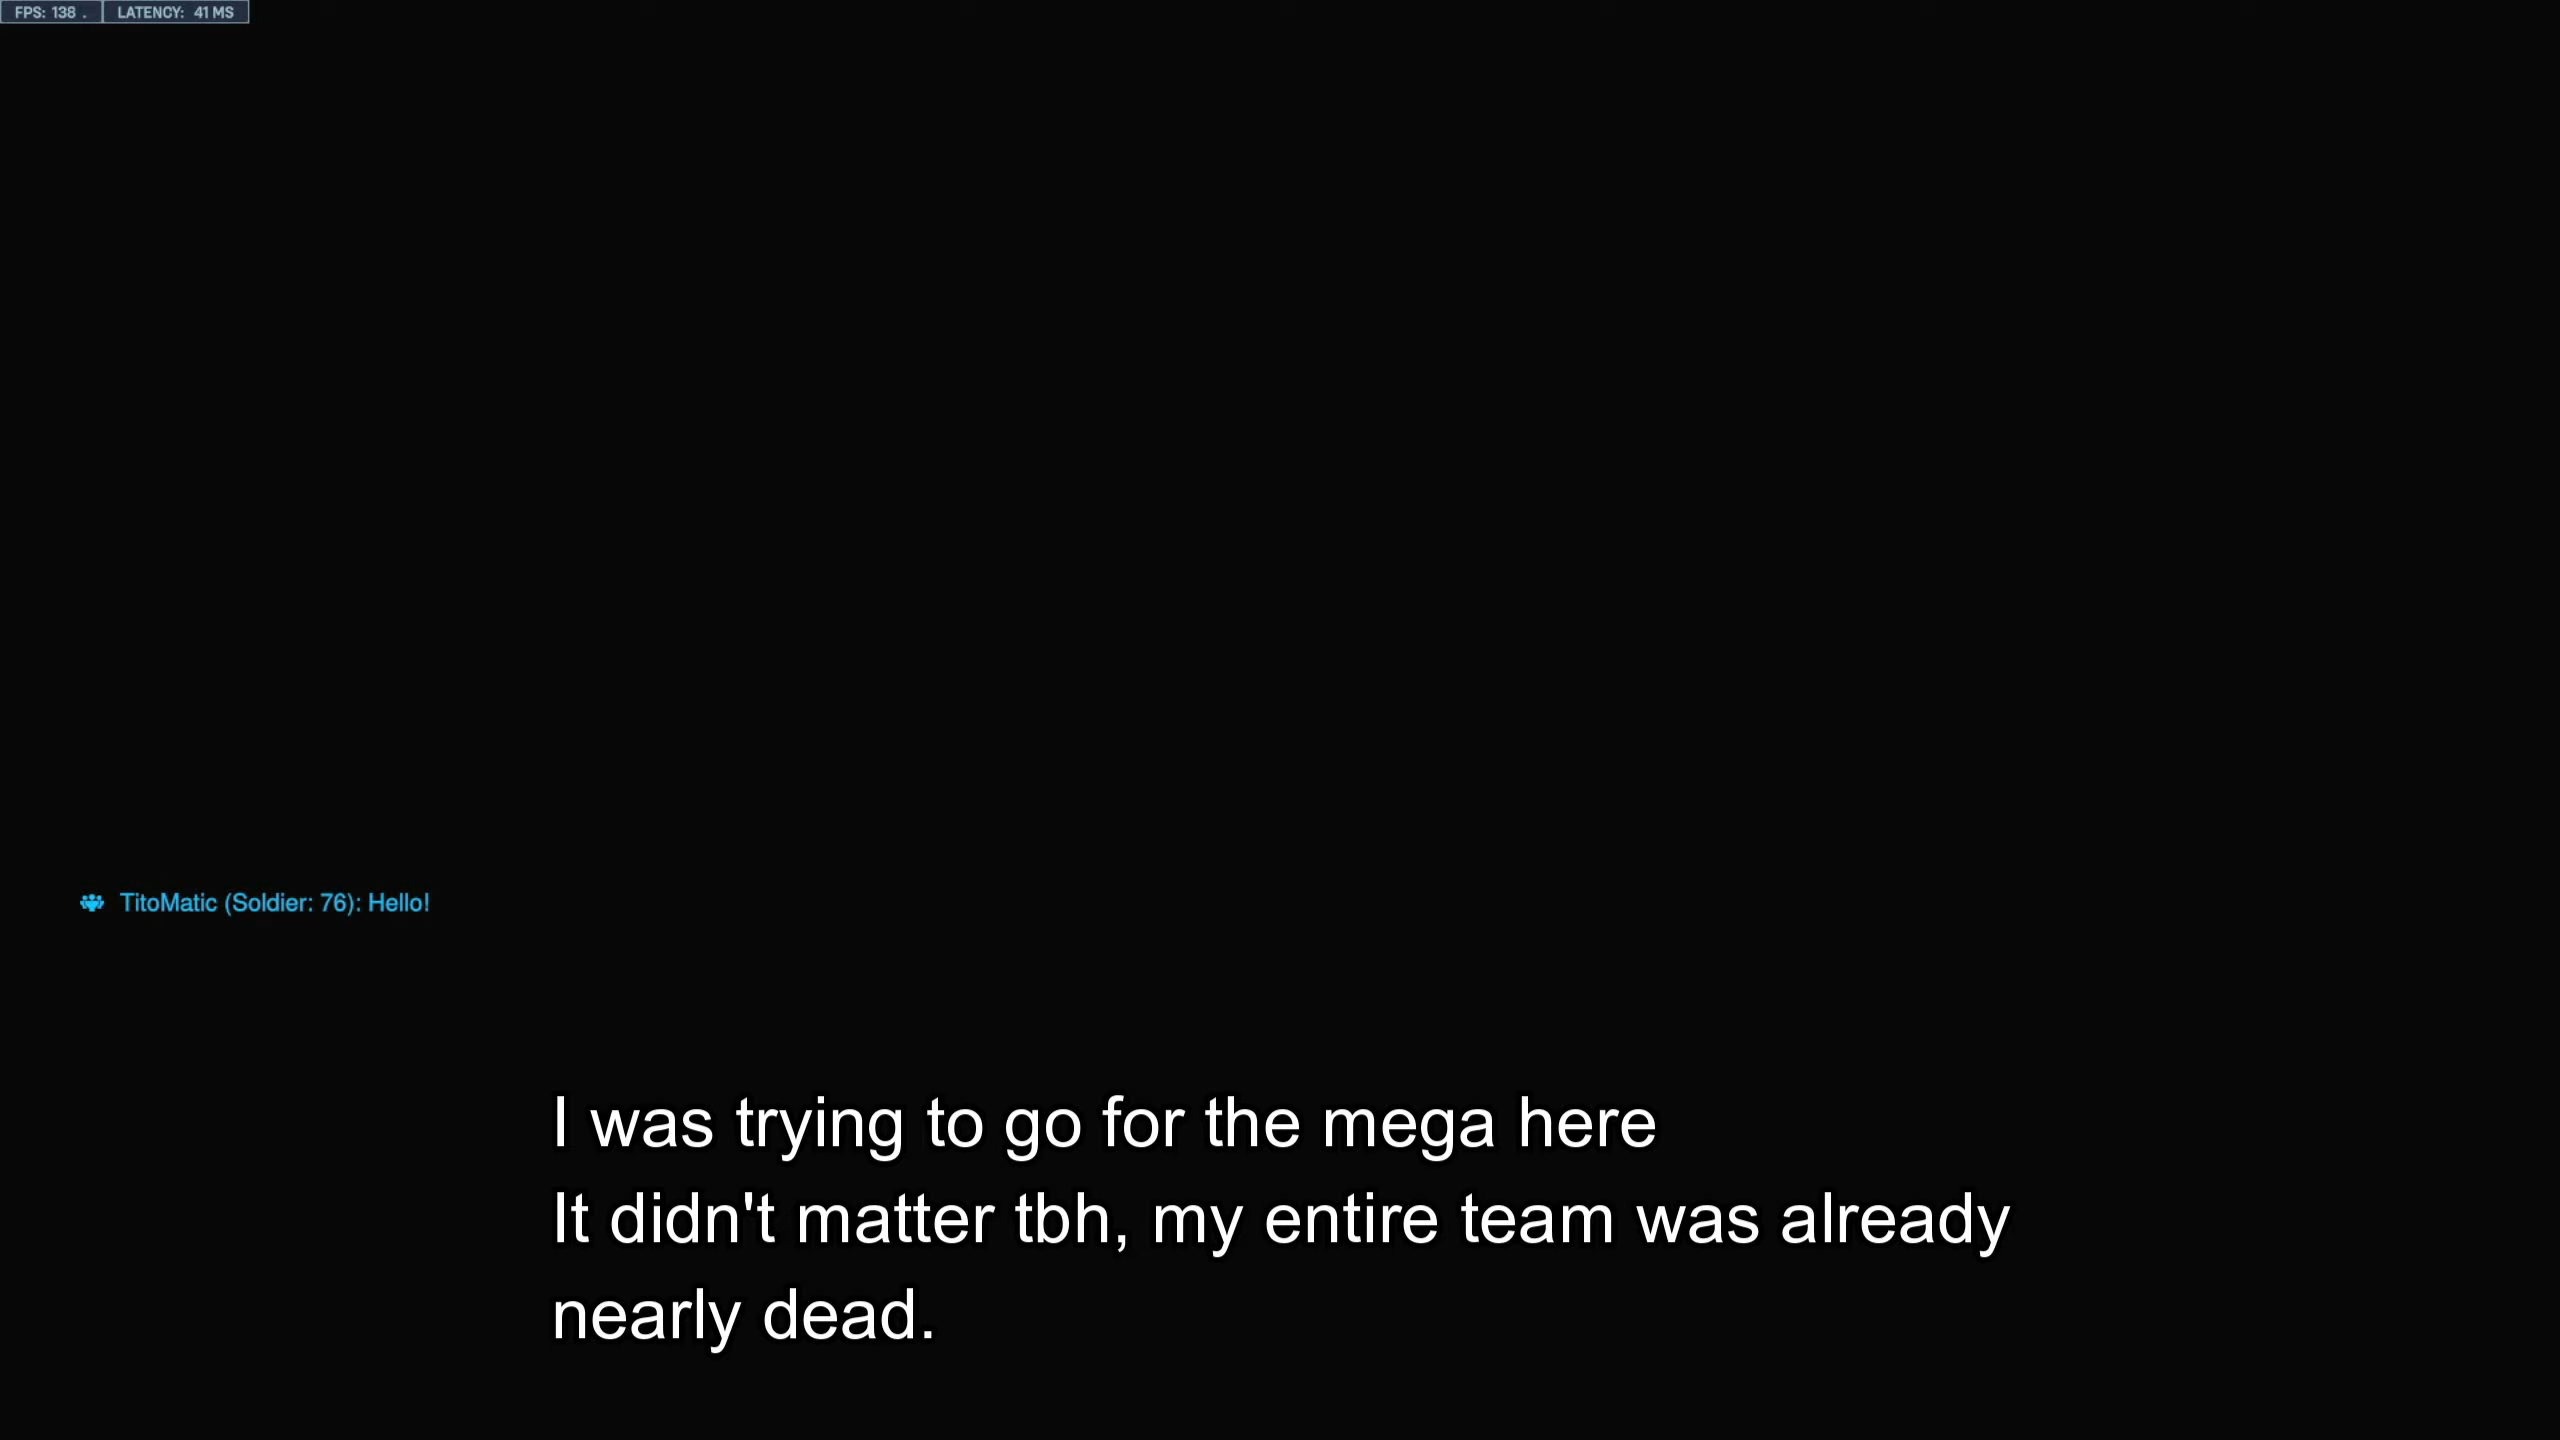 FPS: 138 . LATENCY: 41 MS
TitoMatic (Soldier: 76): Hello!
I was trying to go for the mega here
It didn't matter tbh, my entire team was already
nearly dead.